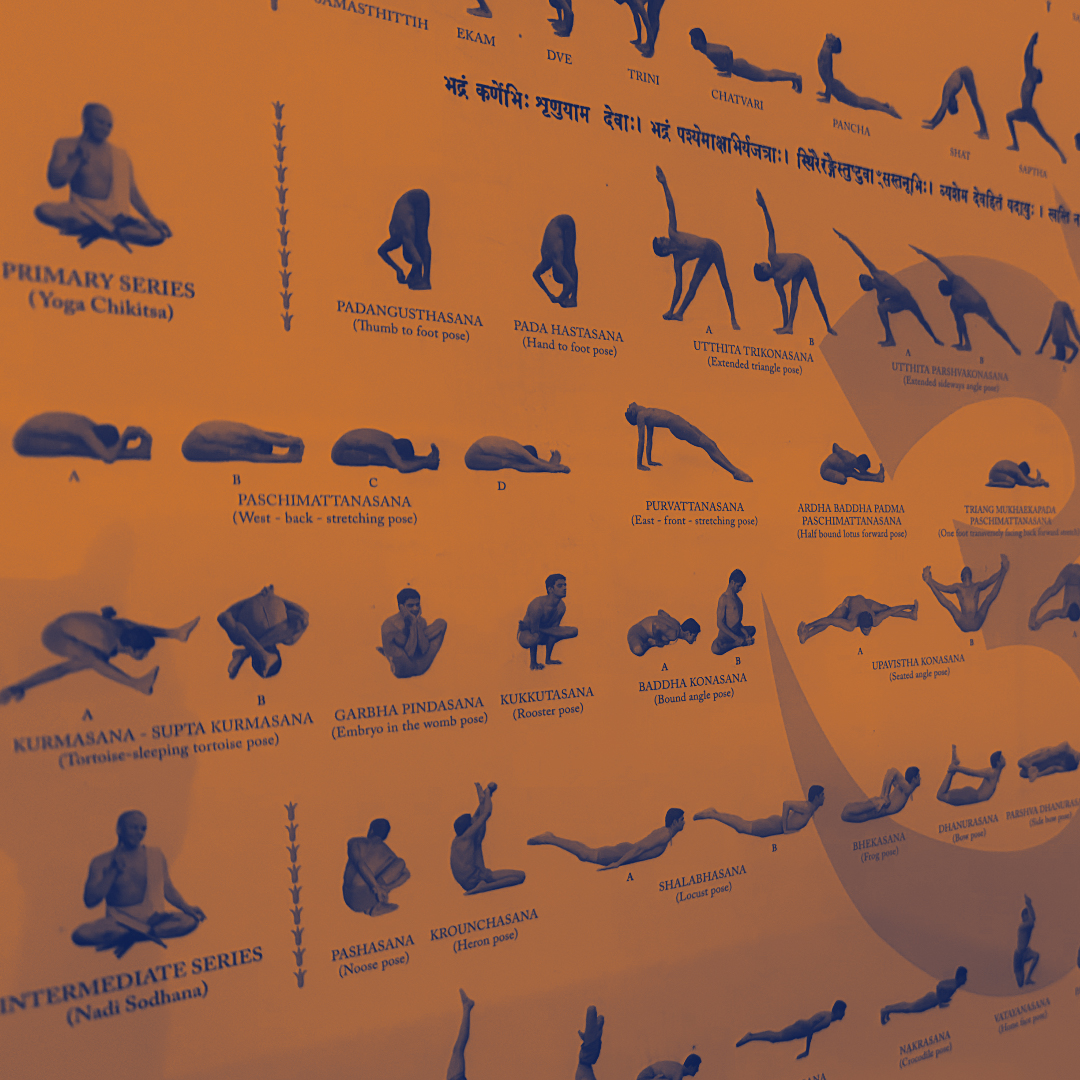 SAMASTHITTIH
EKAM
DVE
TRINI
CHATVARI
PANCHA
SHAT
SAPTHA
भद्रं कर्णेभिः शृणुयाम देवाः। भद्रं पश्येमाक्षाभिर्यजत्राः। स्थिरैरङ्गैस्तुष्टुवाꣳसस्तनूभिः। व्यशेम देवहितं यदायुः। स्वस्ति न
PRIMARY SERIES
(Yoga Chikitsa)
PADANGUSTHASANA
(Thumb to foot pose)
PADA HASTASANA
(Hand to foot pose)
A
B
UTTHITA TRIKONASANA
(Extended triangle pose)
A
B
UTTHITA PARSHVAKONASANA
(Extended sideways angle pose)
A
A
B
C
D
PASCHIMATTANASANA
(West - back - stretching pose)
PURVATTANASANA
(East - front - stretching pose)
ARDHA BADDHA PADMA
PASCHIMATTANASANA
(Half bound lotus forward pose)
TRIANG MUKHAEKAPADA
PASCHIMATTANASANA
(One foot transversely facing back forward
A
B
KURMASANA - SUPTA KURMASANA
(Tortoise-sleeping tortoise pose)
GARBHA PINDASANA
(Embryo in the womb pose)
KUKKUTASANA
(Rooster pose)
A
B
BADDHA KONASANA
(Bound angle pose)
A
B
UPAVISTHA KONASANA
(Seated angle pose)
A
INTERMEDIATE SERIES
(Nadi Sodhana)
PASHASANA
(Noose pose)
KROUNCHASANA
(Heron pose)
A
B
SHALABHASANA
(Locust pose)
BHEKASANA
(Frog pose)
DHANURASANA
(Bow pose)
PARSHVA DHANURAS
(Side bow pose)
NAKRASANA
(Crocodile pose)
VATAYANASANA
(Horse face pose)